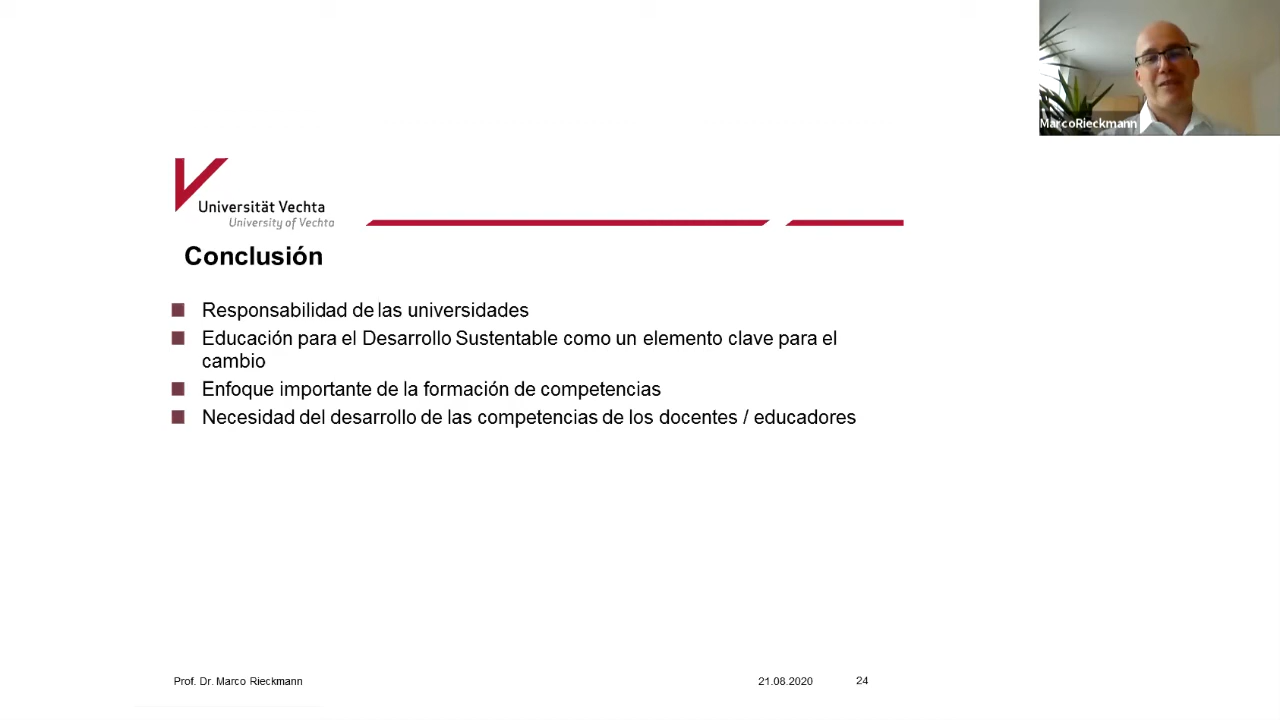 MarcoRieckmann
Universität Vechta
University of Vechta
Conclusión
Responsabilidad de las universidades
Educación para el Desarrollo Sustentable como un elemento clave para el
cambio
Enfoque importante de la formación de competencias
Necesidad del desarrollo de las competencias de los docentes / educadores
Prof. Dr. Marco Rieckmann
21.08.2020
24